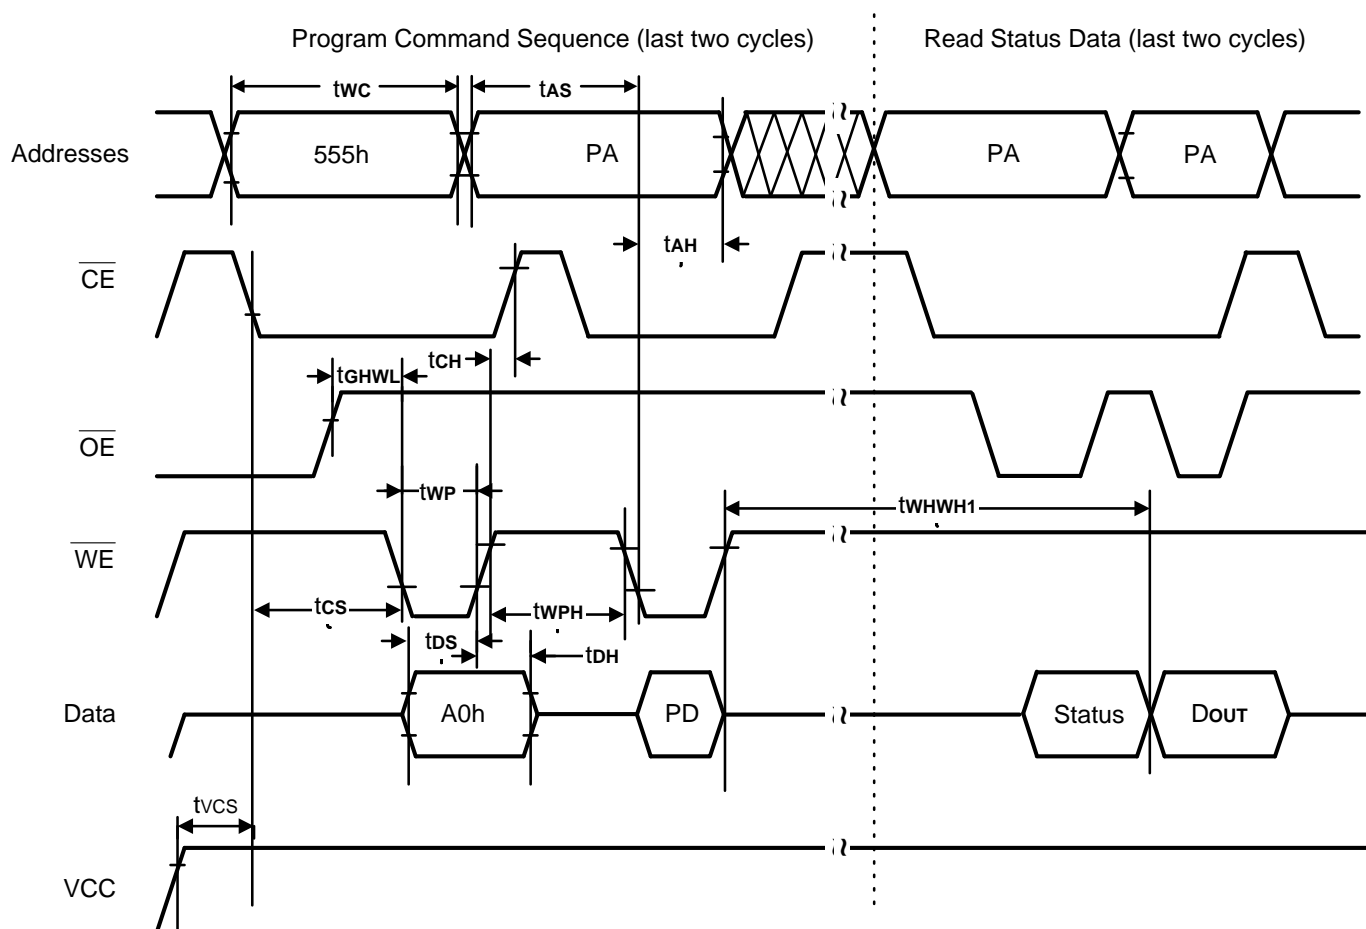 Program Command Sequence (last two cycles)
Read Status Data (last two cycles)
tWC
tAS
Addresses
555h
PA
PA
PA
tAH
CE
tCH
tGHWL
OE
tWP
tWHWH1
WE
tCS
tWPH
tDS
tDH
Data
A0h
PD
Status
DOUT
tVCS
VCC